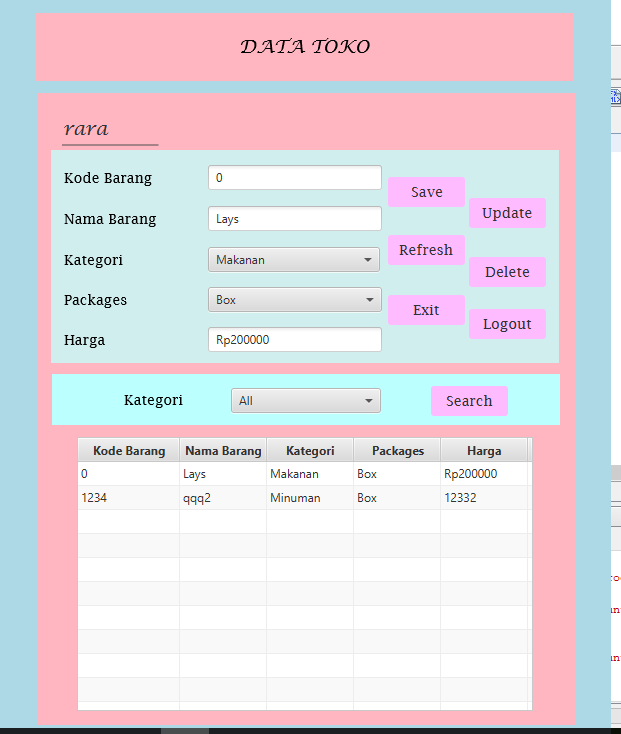 DATA TOKO
rara
Kode Barang 0 Save
Nama Barang Lays Update
Kategori Makanan Refresh
Packages Box Delete
Harga Rp200000 Exit
Logout
Kategori All Search
Kode Barang Nama Barang Kategori Packages Harga
0 Lays Makanan Box Rp200000
1234 qqq2 Minuman Box 12332